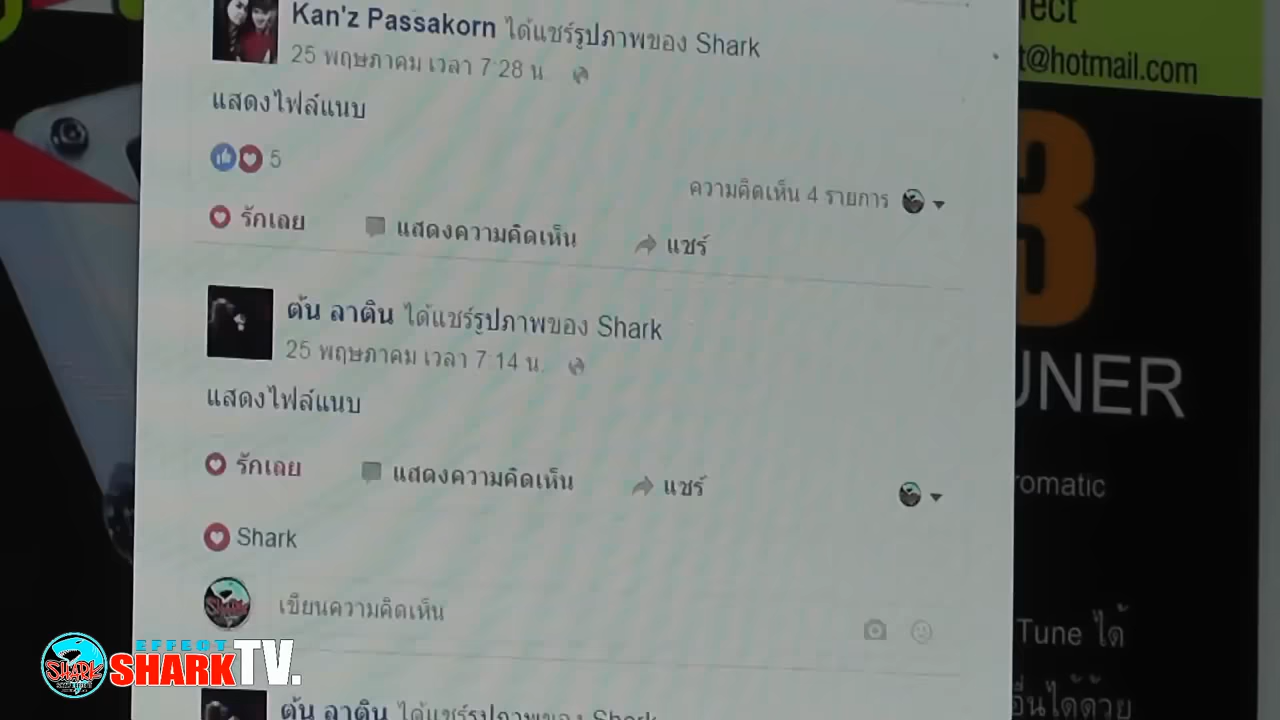 Kan'z Passakorn ได้แชร์รูปภาพของ Shark
25 พฤษภาคม เวลา 7:28 น.
แสดงไฟล์แนบ
5
ความคิดเห็น 4 รายการ
รักเลย แสดงความคิดเห็น แชร์
ต้น ลาติน ได้แชร์รูปภาพของ Shark
25 พฤษภาคม เวลา 7:14 น.
แสดงไฟล์แนบ
รักเลย แสดงความคิดเห็น แชร์
Shark
เขียนความคิดเห็น
ต้น ลาติน ได้แชร์รูปภาพของ Shark
t@hotmail.com
3
UNER
romatic
Tune ได้
อื่นได้ด้วย
SHARK
EFFECT
SHARKTV.